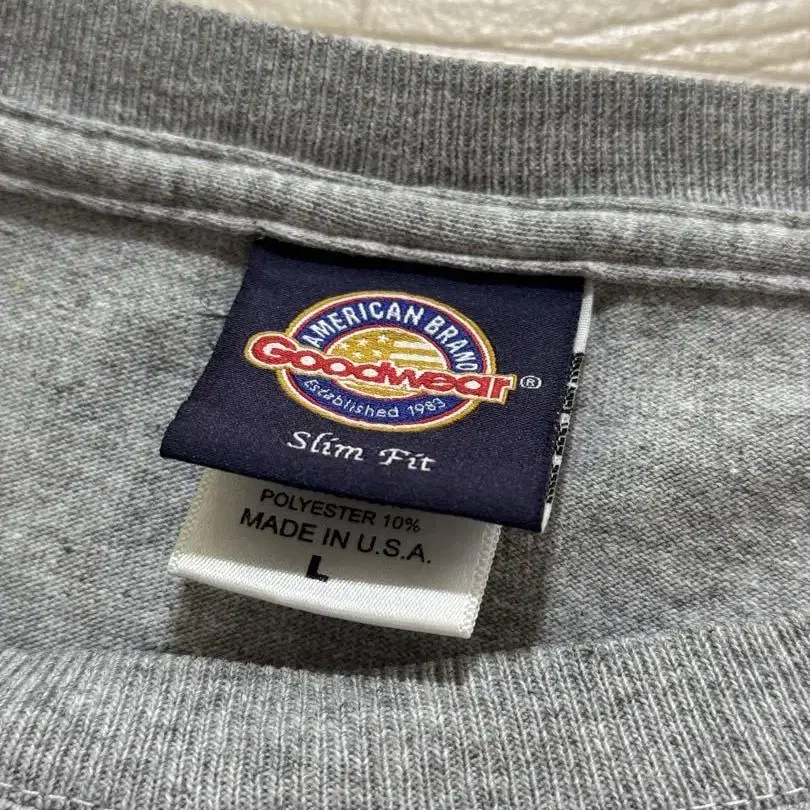 AMERICAN BRAND
Goodwear®
Established 1983
Slim Fit
POLYESTER 10%
MADE IN U.S.A.
L